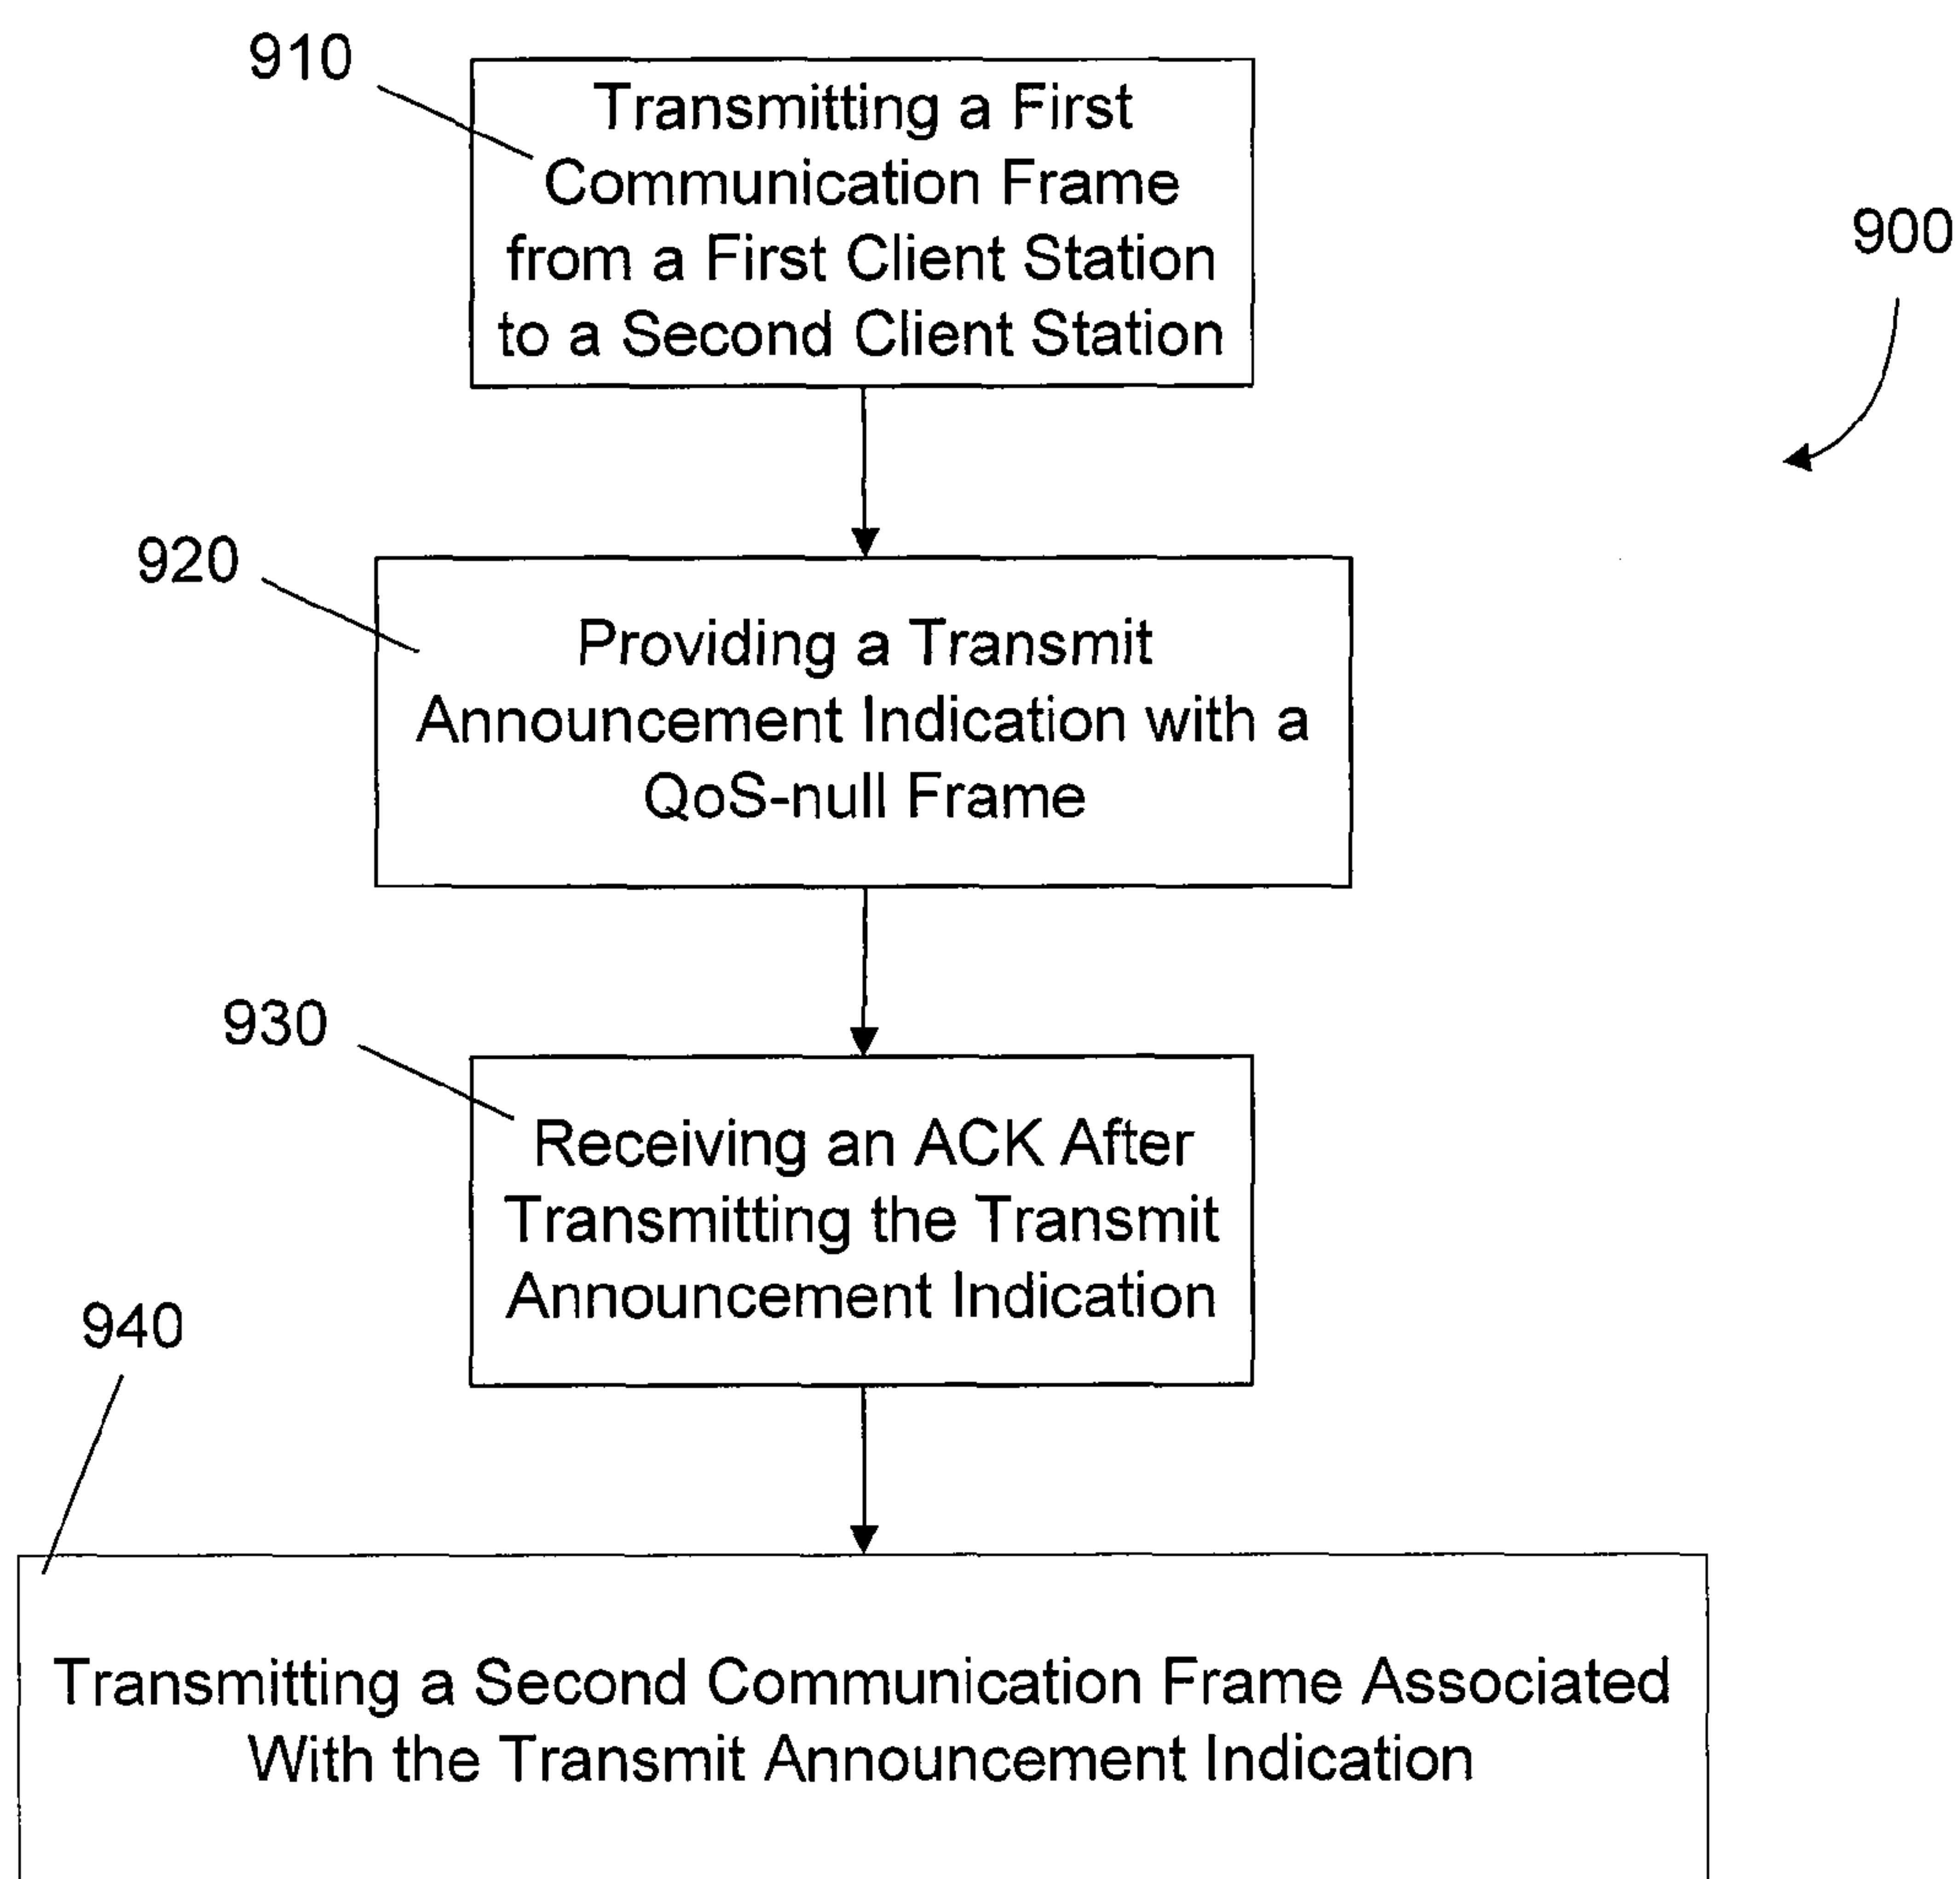 910
Transmitting a First
Communication Frame
from a First Client Station
to a Second Client Station
900
920
Providing a Transmit
Announcement Indication with a
QoS-null Frame
930
Receiving an ACK After
Transmitting the Transmit
Announcement Indication
940
Transmitting a Second Communication Frame Associated
With the Transmit Announcement Indication